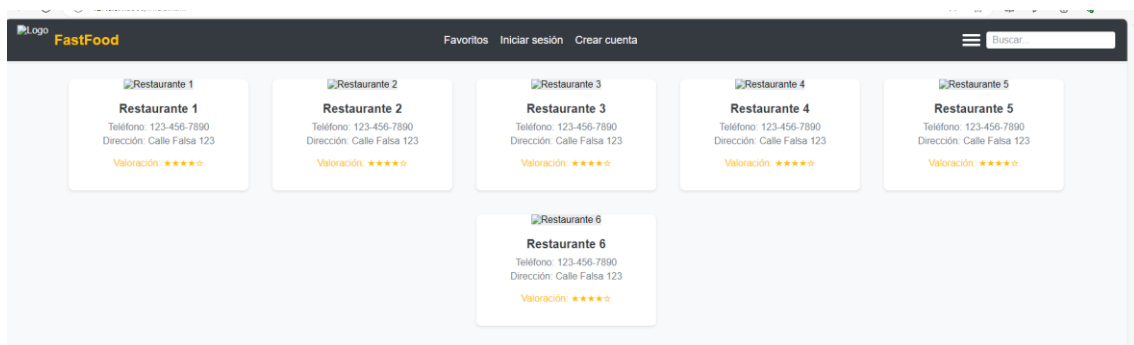 Logo
FastFood
Favoritos Iniciar sesión Crear cuenta
Buscar...
Restaurante 1
Restaurante 1
Teléfono: 123-456-7890
Dirección: Calle Falsa 123
Valoración: ★★★★☆
Restaurante 2
Restaurante 2
Teléfono: 123-456-7890
Dirección: Calle Falsa 123
Valoración: ★★★★☆
Restaurante 3
Restaurante 3
Teléfono: 123-456-7890
Dirección: Calle Falsa 123
Valoración: ★★★★☆
Restaurante 4
Restaurante 4
Teléfono: 123-456-7890
Dirección: Calle Falsa 123
Valoración: ★★★★☆
Restaurante 5
Restaurante 5
Teléfono: 123-456-7890
Dirección: Calle Falsa 123
Valoración: ★★★★☆
Restaurante 6
Restaurante 6
Teléfono: 123-456-7890
Dirección: Calle Falsa 123
Valoración: ★★★★☆